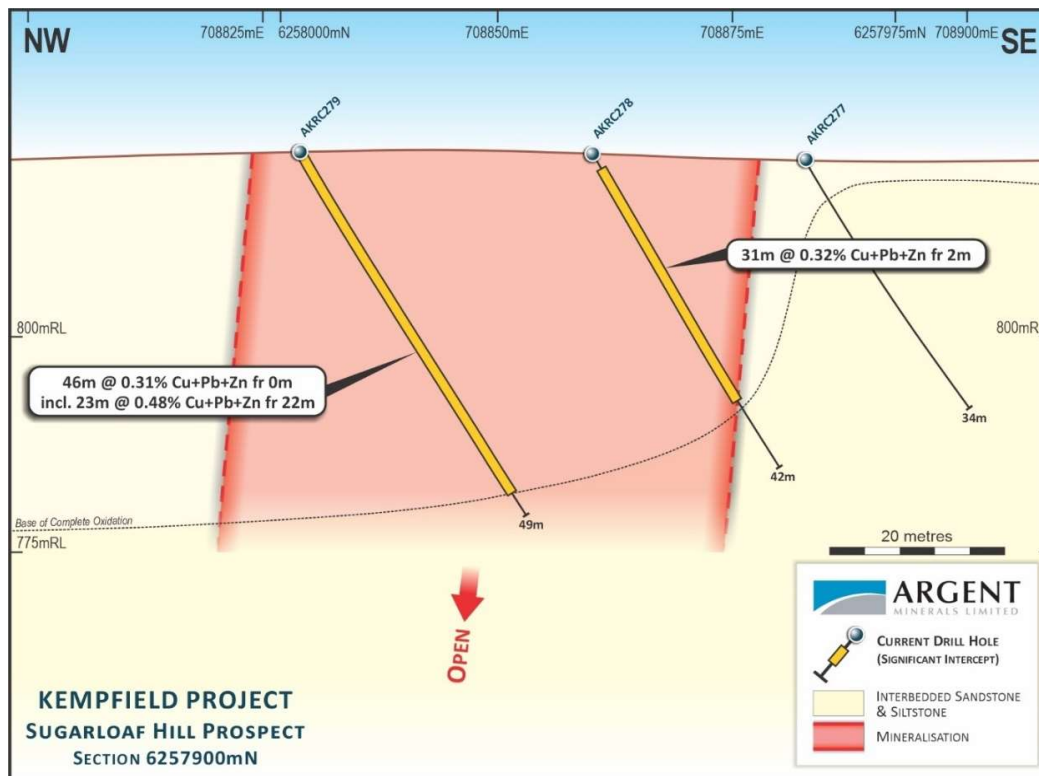 NW
708825mE
6258000mN
708850mE
708875mE
6257975mN
708900mE
SE
AKRC279
AKRC278
AKRC277
31m @ 0.32% Cu+Pb+Zn fr 2m
800mRL
800mRL
46m @ 0.31% Cu+Pb+Zn fr 0m
incl. 23m @ 0.48% Cu+Pb+Zn fr 22m
34m
42m
49m
Base of Complete Oxidation
775mRL
20 metres
OPEN
ARGENT
MINERALS LIMITED
CURRENT DRILL HOLE
(SIGNIFICANT INTERCEPT)
INTERBEDDED SANDSTONE
& SILTSTONE
MINERALISATION
KEMPFIELD PROJECT
SUGARLOAF HILL PROSPECT
SECTION 6257900mN